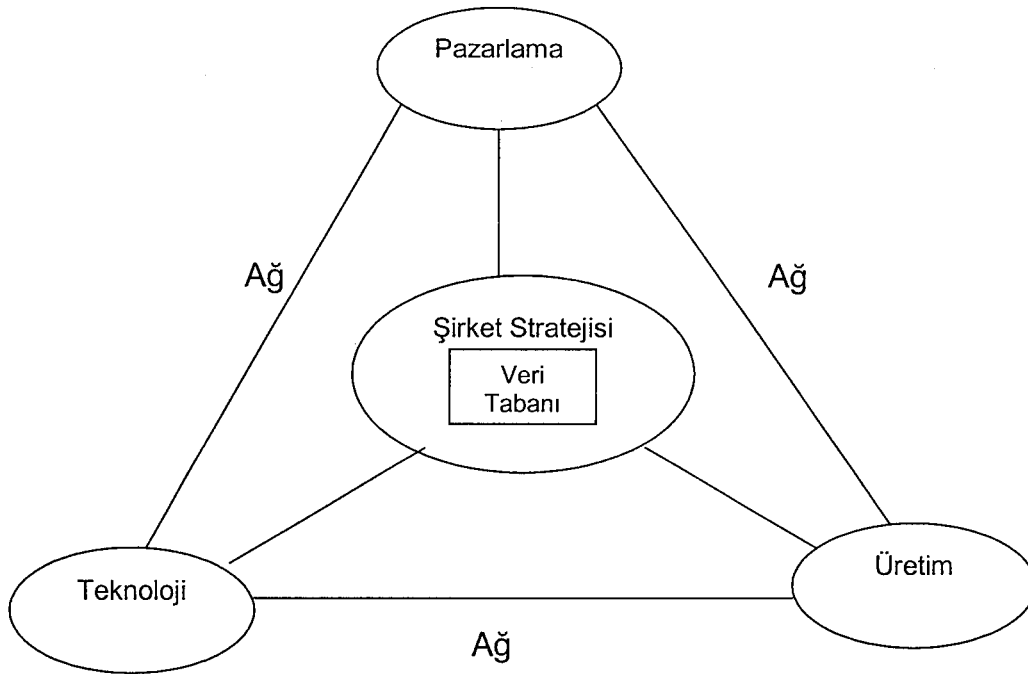 Pazarlama
Ağ
Ağ
Şirket Stratejisi
Veri
Tabanı
Teknoloji
Üretim
Ağ